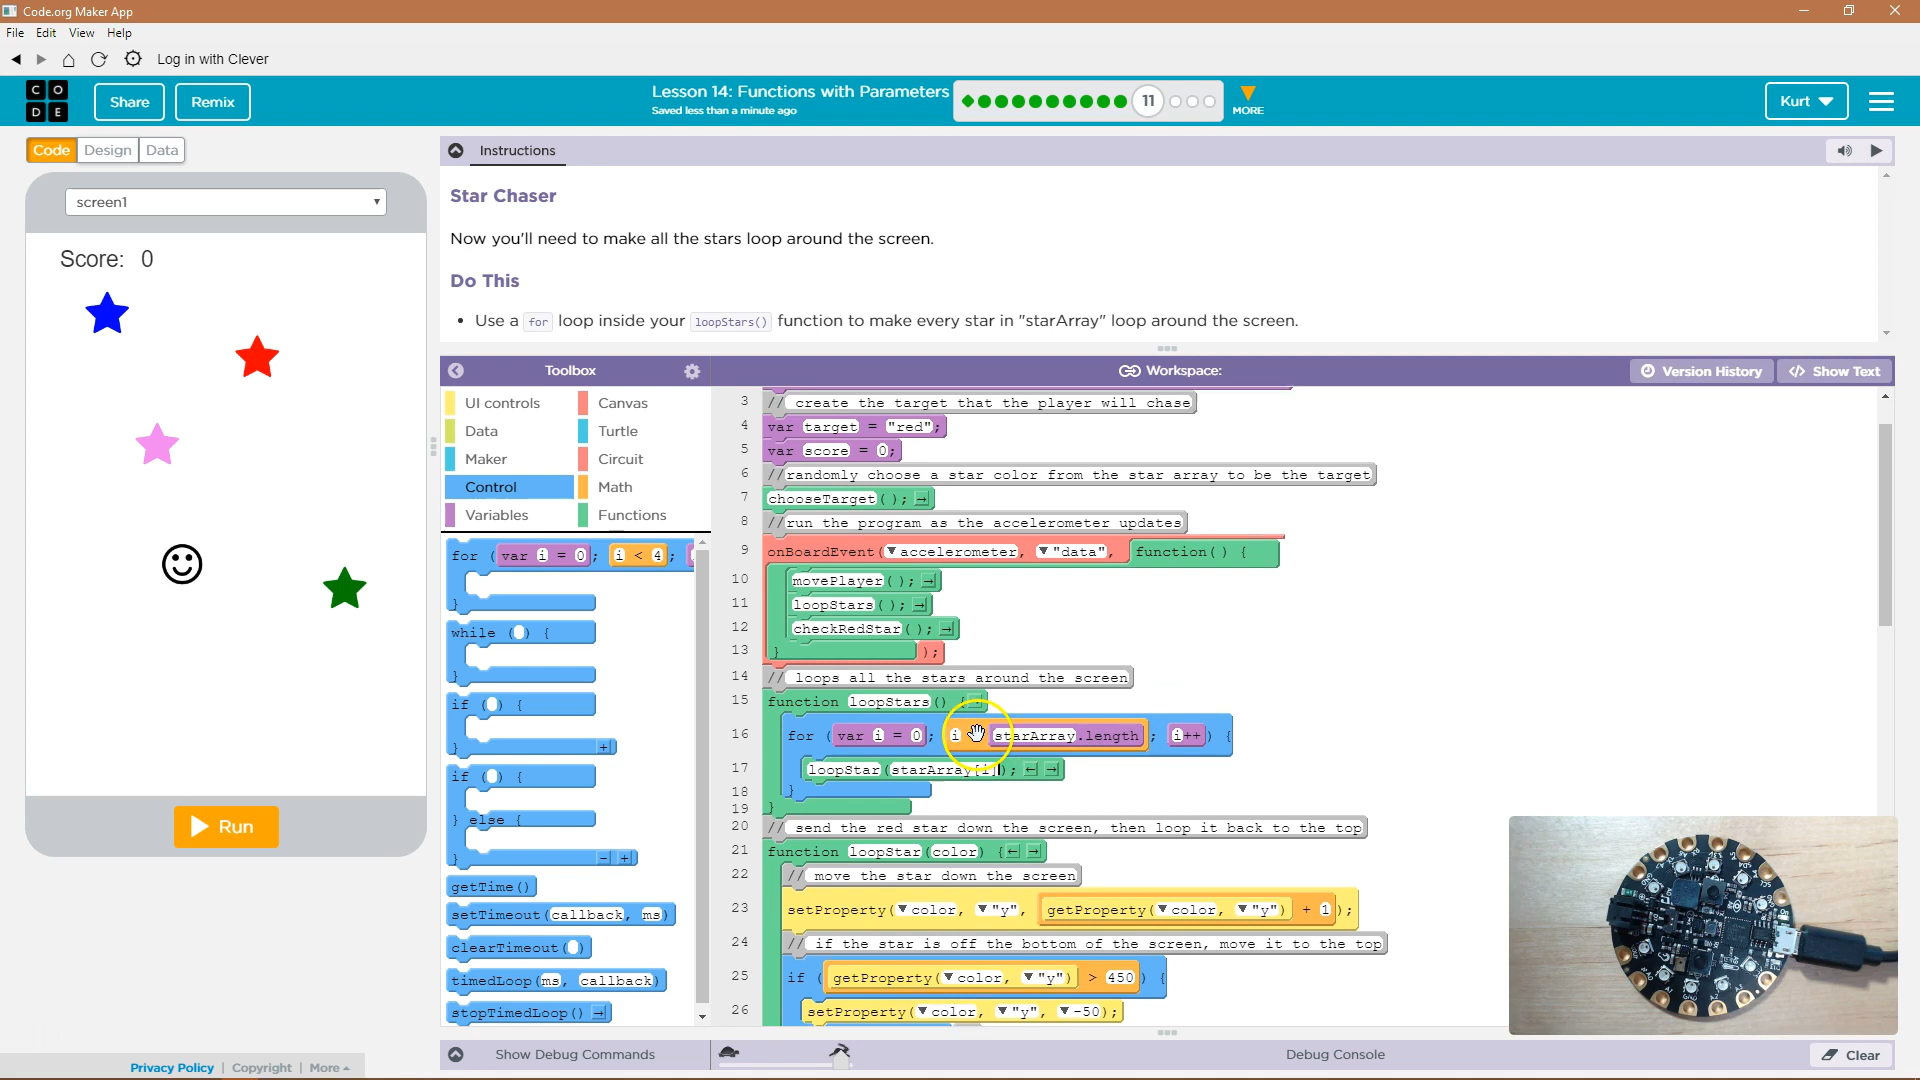 Code.org Maker App
File Edit View Help
Log in with Clever
C O D E
Share
Remix
Lesson 14: Functions with Parameters
Saved less than a minute ago
11
MORE
Kurt
Code Design Data
Instructions
screen1
Star Chaser
Score: 0
Now you'll need to make all the stars loop around the screen.
Do This
• Use a for loop inside your loopStars() function to make every star in "starArray" loop around the screen.
Toolbox
Workspace:
Version History
</> Show Text
UI controls
Canvas
Data
Turtle
Maker
Circuit
Control
Math
Variables
Functions
for ( var i = 0; i < 4;
}
while () {
}
if () {
}
if () {
} else {
}
getTime()
setTimeout(callback, ms)
clearTimeout()
timedLoop(ms, callback)
stopTimedLoop()
3 // create the target that the player will chase
4 var target = "red";
5 var score = 0;
6 //randomly choose a star color from the star array to be the target
7 chooseTarget();
8 //run the program as the accelerometer updates
9 onBoardEvent(accelerometer, "data", function() {
10 movePlayer();
11 loopStars();
12 checkRedStar();
13 } );
14 // loops all the stars around the screen
15 function loopStars() {
16 for ( var i = 0; i starArray.length ; i++) {
17 loopStar(starArray[i]);
18 }
19 }
20 // send the red star down the screen, then loop it back to the top
21 function loopStar(color) {
22 // move the star down the screen
23 setProperty(color, "y", getProperty(color, "y") + 1);
24 // if the star is off the bottom of the screen, move it to the top
25 if ( getProperty(color, "y") > 450 ) {
26 setProperty(color, "y", -50);
Run
Show Debug Commands
Debug Console
Clear
Privacy Policy | Copyright | More